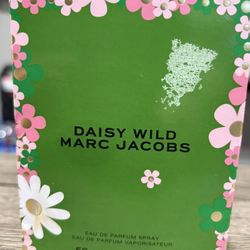 DAISY WILD
MARC JACOBS
EAU DE PARFUM SPRAY
EAU DE PARFUM VAPORISATEUR